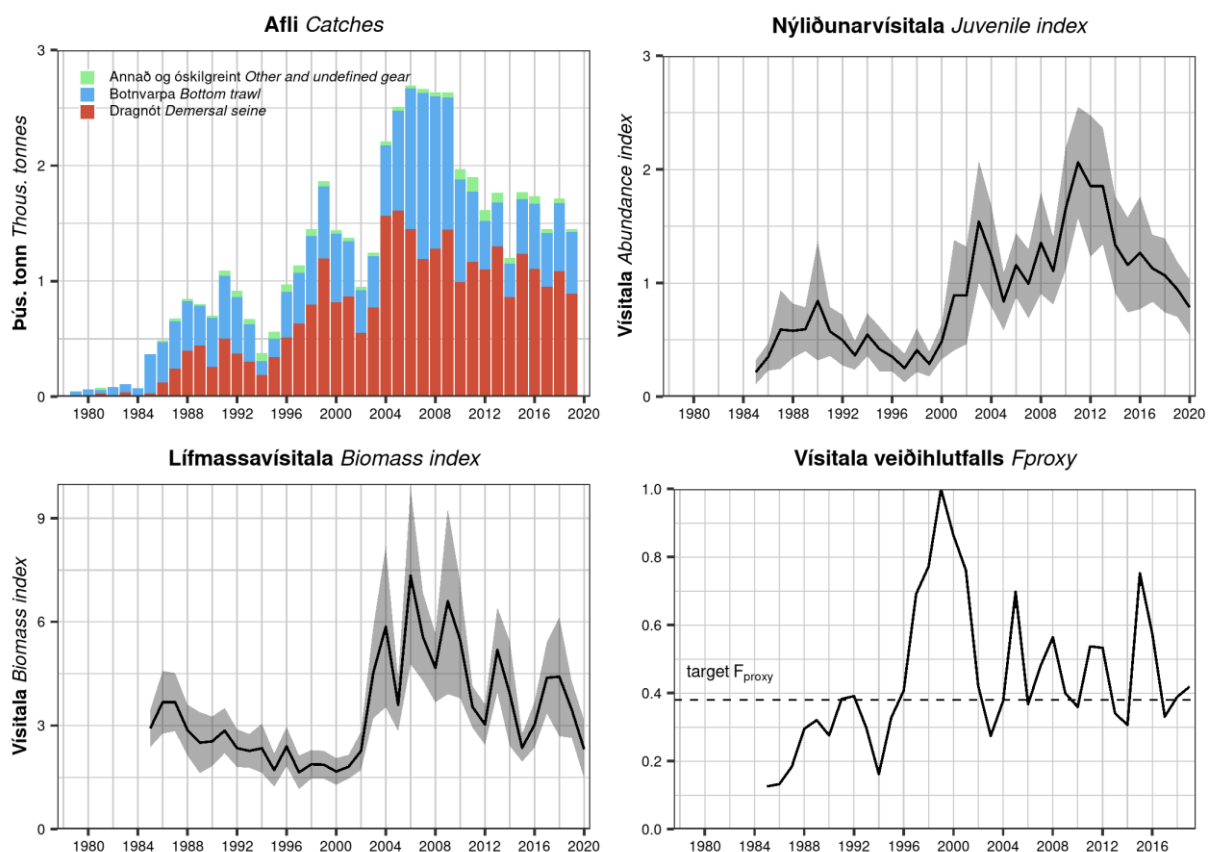 Afli Catches
Þús. tonn Thous. tonnes
3
2
1
0
Annað og óskilgreint Other and undefined gear
Botnvarpa Bottom trawl
Dragnót Demersal seine
1980 1984 1988 1992 1996 2000 2004 2008 2012 2016 2020
Nýliðunarvísitala Juvenile index
Vísitala Abundance index
3
2
1
0
1980 1984 1988 1992 1996 2000 2004 2008 2012 2016 2020
Lífmassavísitala Biomass index
Vísitala Biomass index
9
6
3
0
1980 1984 1988 1992 1996 2000 2004 2008 2012 2016 2020
Vísitala veiðihlutfalls Fproxy
1.0
0.8
0.6
0.4
0.2
0.0
target Fproxy
1980 1984 1988 1992 1996 2000 2004 2008 2012 2016